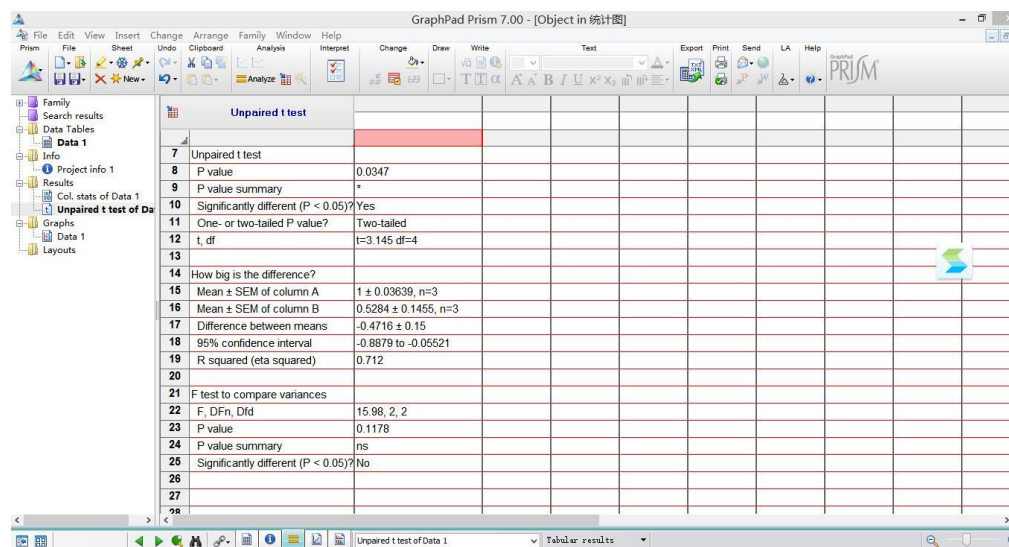 GraphPad Prism 7.00 - [Object in 统计图]
File Edit View Insert Change Arrange Family Window Help
Prism File Sheet Undo Clipboard Analysis Interpret Change Draw Write Text Export Print Send LA Help
New
Analyze
123
T T α A A B I U X² X₂
TXT
XML
GraphPad
PRISM
Family
Search results
Data Tables
Data 1
Info
Project info 1
Results
Col. stats of Data 1
Unpaired t test of Da
Graphs
Data 1
Layouts
Unpaired t test
7 Unpaired t test
8 P value 0.0347
9 P value summary *
10 Significantly different (P < 0.05)? Yes
11 One- or two-tailed P value? Two-tailed
12 t, df t=3.145 df=4
13
14 How big is the difference?
15 Mean ± SEM of column A 1 ± 0.03639, n=3
16 Mean ± SEM of column B 0.5284 ± 0.1455, n=3
17 Difference between means -0.4716 ± 0.15
18 95% confidence interval -0.8879 to -0.05521
19 R squared (eta squared) 0.712
20
21 F test to compare variances
22 F, DFn, Dfd 15.98, 2, 2
23 P value 0.1178
24 P value summary ns
25 Significantly different (P < 0.05)? No
26
27
28
Unpaired t test of Data 1 Tabular results